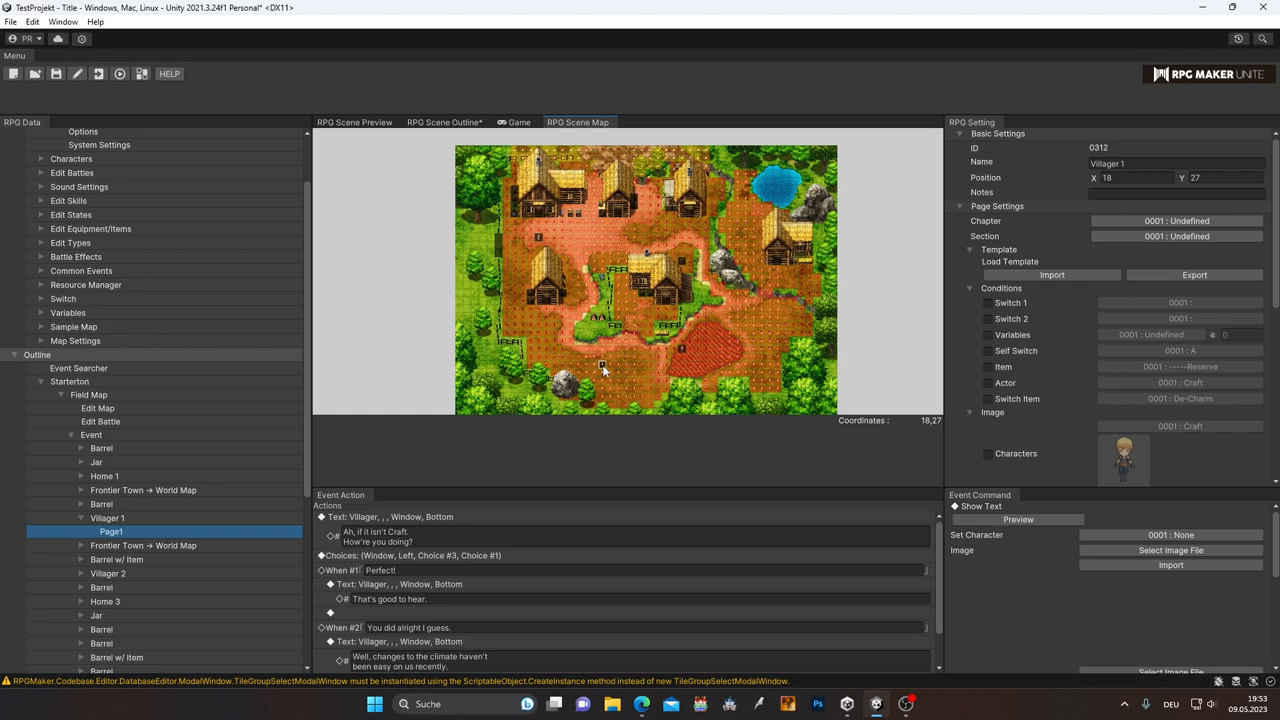 TestProjekt - Title - Windows, Mac, Linux - Unity 2021.3.24f1 Personal* <DX11>
File Edit Window Help
PR
Menu
HELP
RPG MAKER UNITE
RPG Data
Options
System Settings
Characters
Edit Battles
Sound Settings
Edit Skills
Edit States
Edit Equipment/Items
Edit Types
Battle Effects
Common Events
Resource Manager
Switch
Variables
Sample Map
Map Settings
Outline
Event Searcher
Starterton
Field Map
Edit Map
Edit Battle
Event
Barrel
Jar
Home 1
Frontier Town -> World Map
Barrel
Villager 1
Page1
Frontier Town -> World Map
Barrel w/ Item
Villager 2
Barrel
Home 3
Jar
Barrel
Barrel
Barrel w/ Item
Barrel
RPG Scene Preview RPG Scene Outline* Game RPG Scene Map
Coordinates : 18,27
Event Action
Actions
◆Text: Villager, , , Window, Bottom
◇# Ah, if it isn't Craft.
How're you doing?
◆Choices: (Window, Left, Choice #3, Choice #1)
◇When #1「 Perfect! 」
◆Text: Villager, , , Window, Bottom
◇# That's good to hear.
◆
◇When #2「 You did alright I guess. 」
◆Text: Villager, , , Window, Bottom
◇# Well, changes to the climate haven't
been easy on us recently.
RPG Setting
Basic Settings
ID 0312
Name Villager 1
Position X 18 Y 27
Notes
Page Settings
Chapter 0001 : Undefined
Section 0001 : Undefined
Template
Load Template
Import Export
Conditions
Switch 1 0001 :
Switch 2 0001 :
Variables 0001 : Undefined ≥ 0
Self Switch 0001 : A
Item 0001 : -----Reserve
Actor 0001 : Craft
Switch Item 0001 : De-Charm
Image
0001 : Craft
Characters
Event Command
◆ Show Text
Preview
Set Character 0001 : None
Image Select Image File
Import
Select Image File
RPGMaker.Codebase.Editor.DatabaseEditor.ModalWindow.TileGroupSelectModalWindow must be instantiated using the ScriptableObject.CreateInstance method instead of new TileGroupSelectModalWindow.
Suche
DEU
19:53
09.05.2023